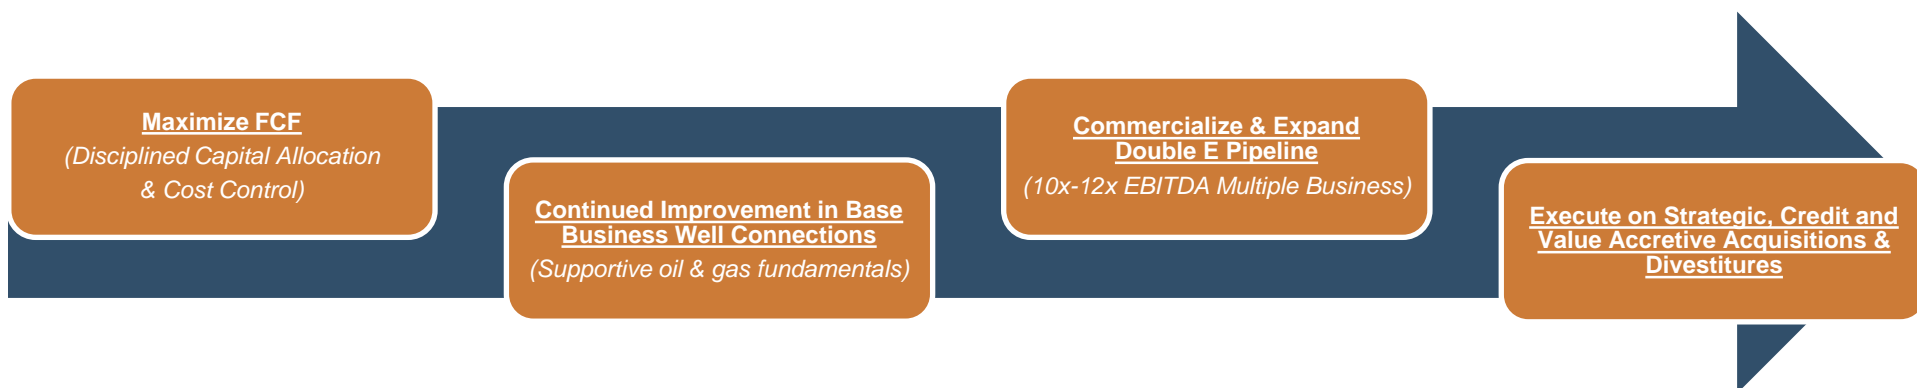 Maximize FCF
(Disciplined Capital Allocation
& Cost Control)
Continued Improvement in Base
Business Well Connections
(Supportive oil & gas fundamentals)
Commercialize & Expand
Double E Pipeline
(10x-12x EBITDA Multiple Business)
Execute on Strategic, Credit and
Value Accretive Acquisitions &
Divestitures